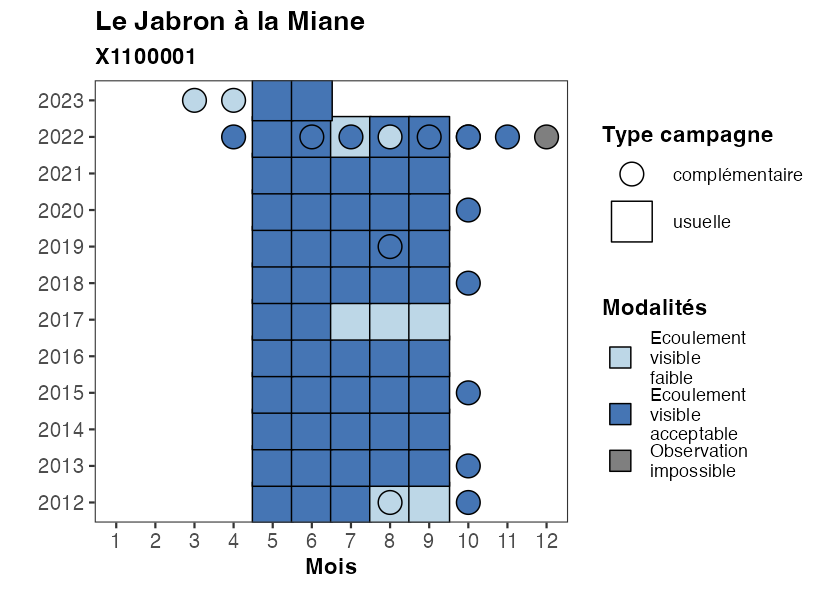 Le Jabron à la Miane
X1100001
2023
2022
2021
2020
2019
2018
2017
2016
2015
2014
2013
2012
1 2 3 4 5 6 7 8 9 10 11 12
Mois
Type campagne
complémentaire
usuelle
Modalités
Ecoulement
visible
faible
Ecoulement
visible
acceptable
Observation
impossible